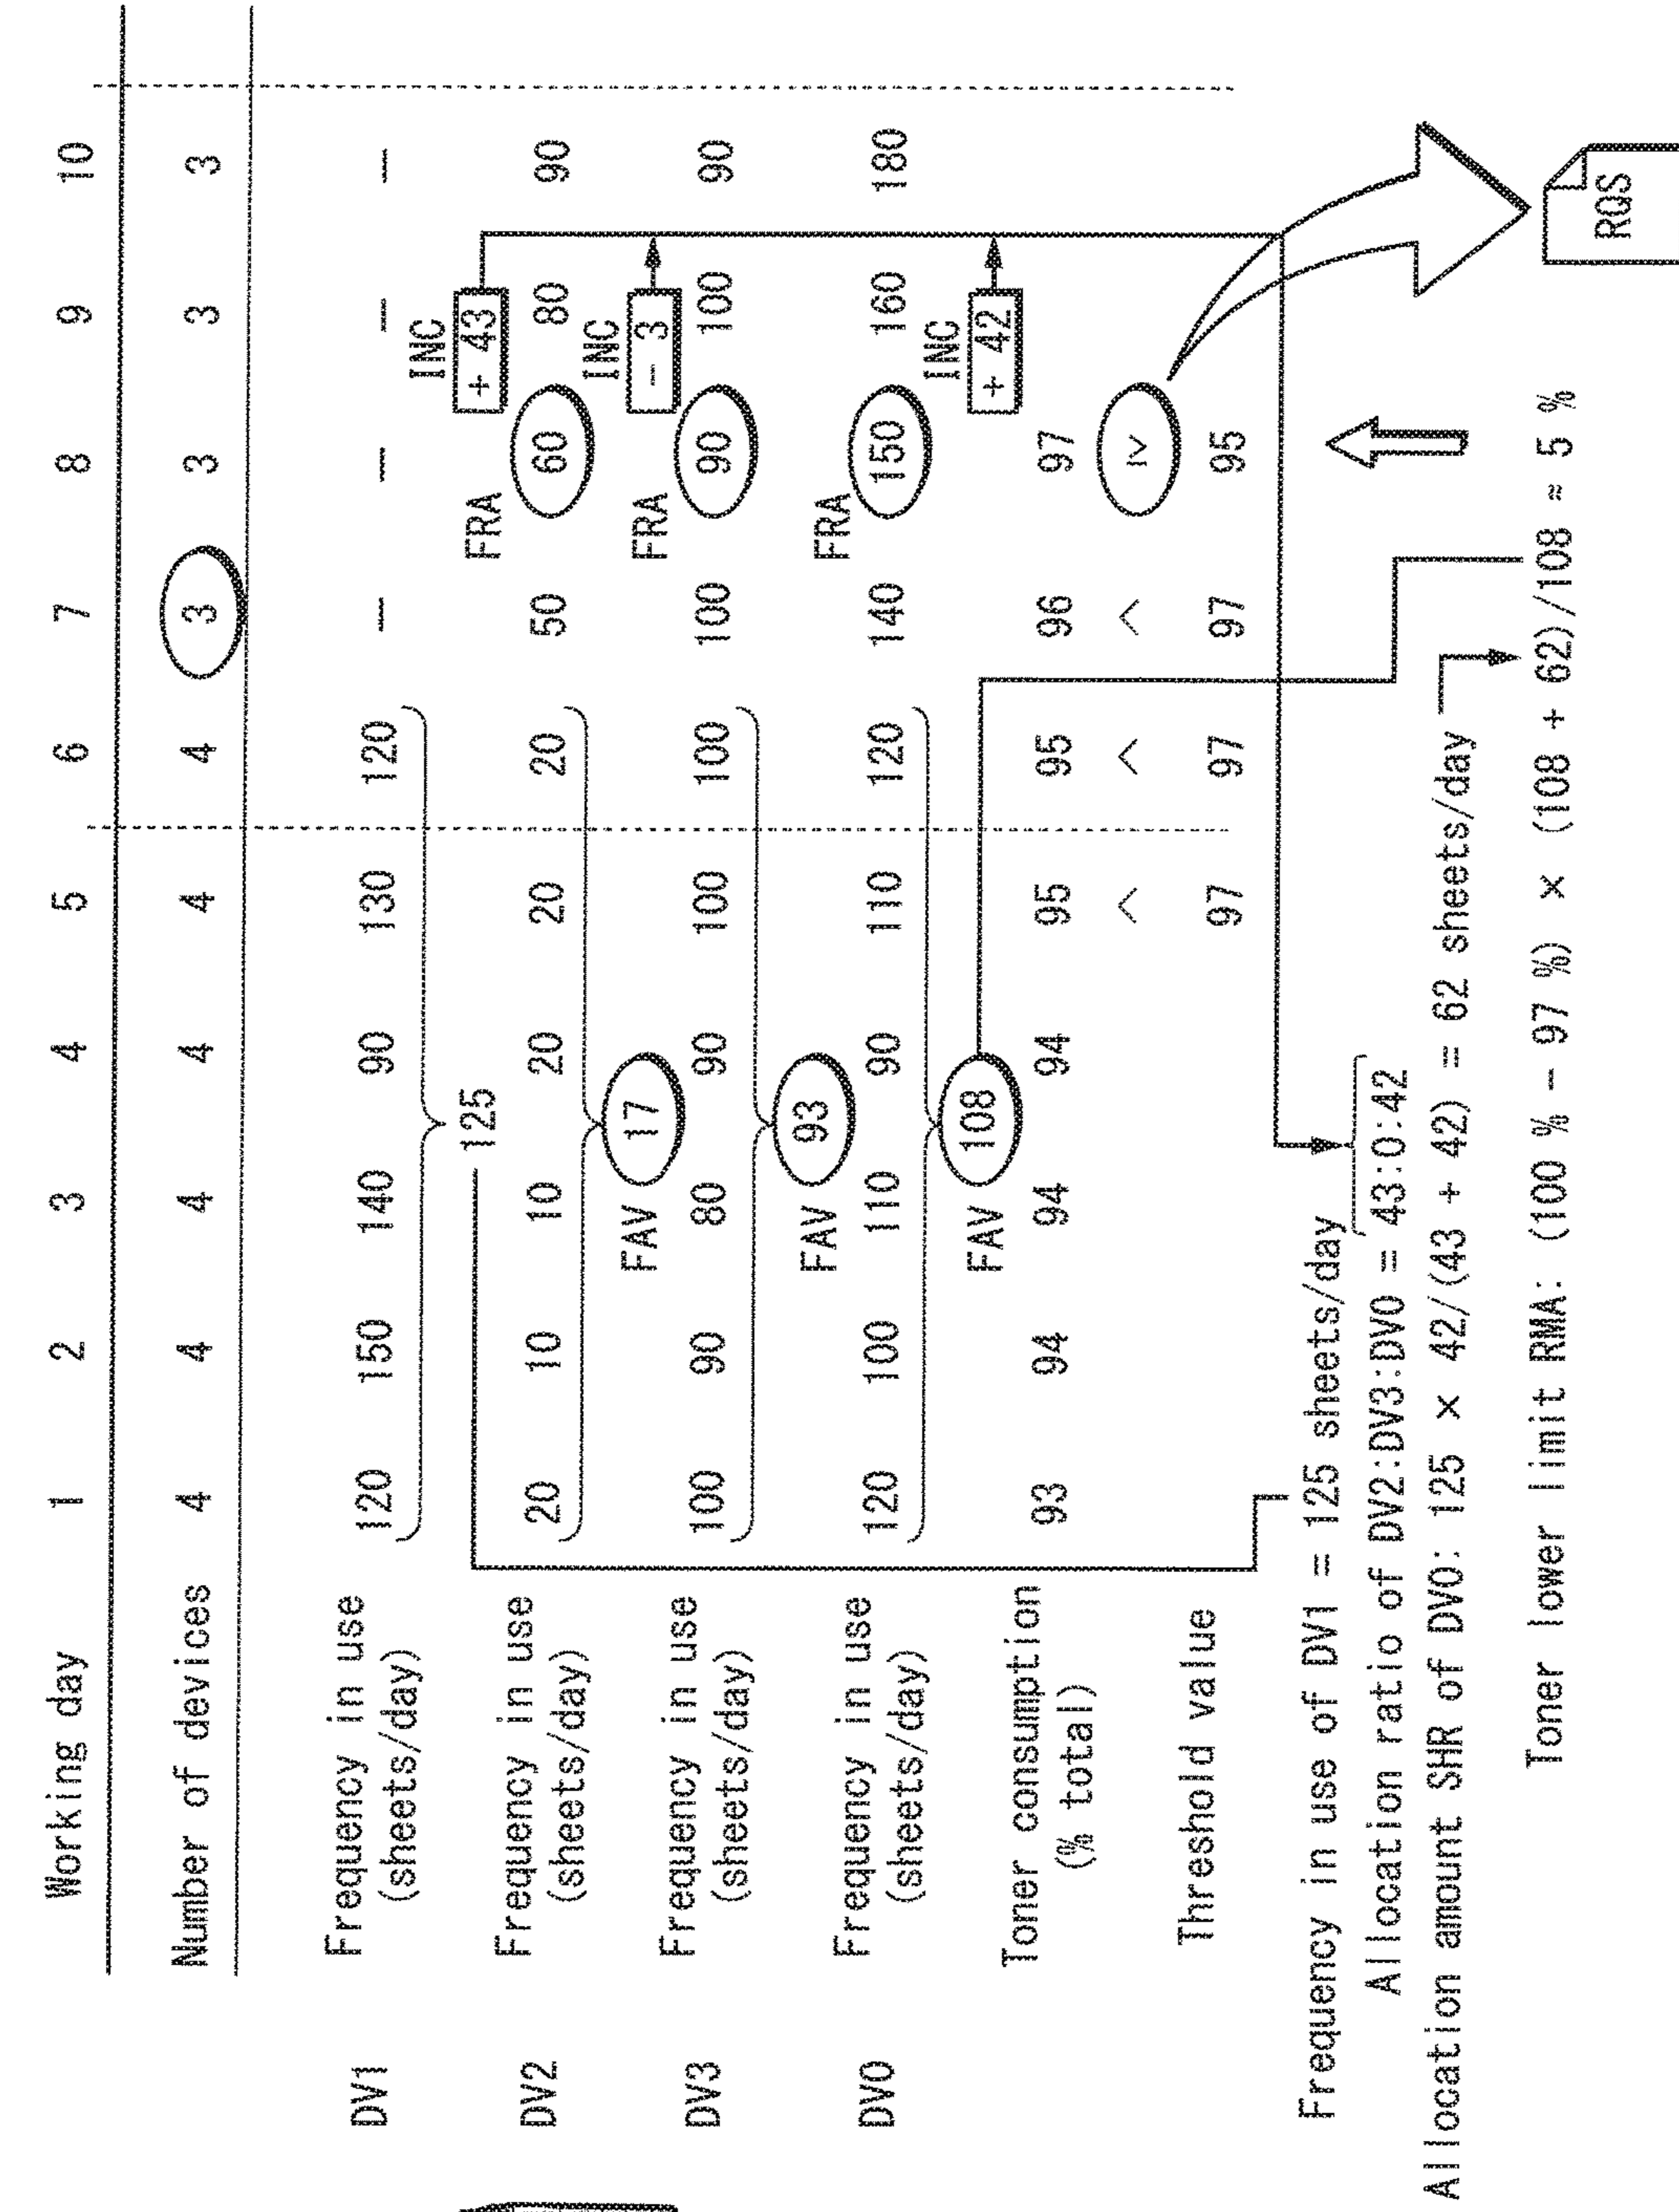 Working day 1 2 3 4 5 6 7 8 9 10
Number of devices 4 4 4 4 4 4 3 3 3 3
DV1 Frequency in use 120 150 140 90 130 120 — — — —
(sheets/day)
125
INC
+ 43
DV2 Frequency in use 20 10 10 20 20 20 50 60 80 90
(sheets/day)
FRA
FAV 17
INC
− 3
DV3 Frequency in use 100 90 80 90 100 100 100 90 100 90
(sheets/day)
FRA
FAV 93
DV0 Frequency in use 120 100 110 90 110 120 140 150 160 180
(sheets/day)
FRA
FAV 108
INC
+ 42
Toner consumption 93 94 94 94 95 95 96 97
(% total)
< < < ≥
Threshold value 97 97 97 95
Frequency in use of DV1 = 125 sheets/day
Allocation ratio of DV2:DV3:DV0 = 43:0:42
Allocation amount SHR of DV0: 125 × 42/(43 + 42) = 62 sheets/day
Toner lower limit RMA: (100 % − 97 %) × (108 + 62)/108 ≈ 5 %
RQS